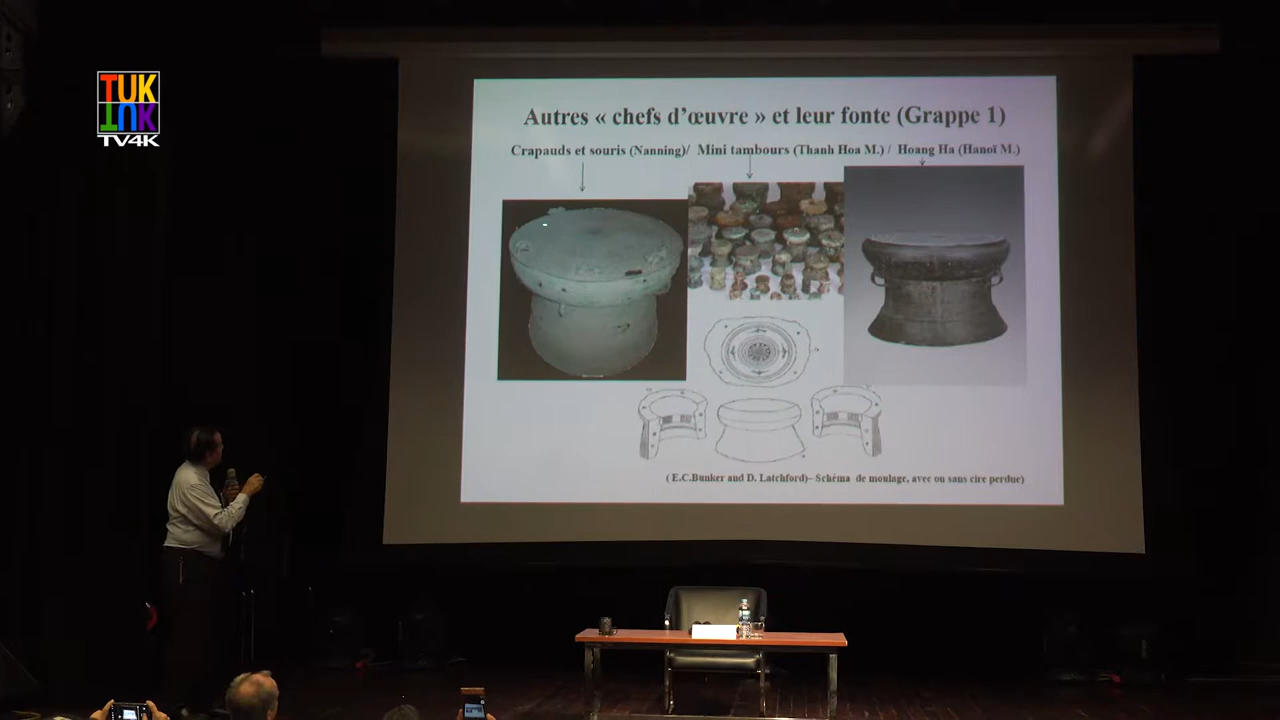 TUK
TUK
TV4K
Autres « chefs d’œuvre » et leur fonte (Grappe 1)
Crapauds et souris (Nanning)/ Mini tambours (Thanh Hoa M.) / Hoang Ha (Hanoï M.)
( E.C.Bunker and D. Latchford)– Schéma de moulage, avec ou sans cire perdue)